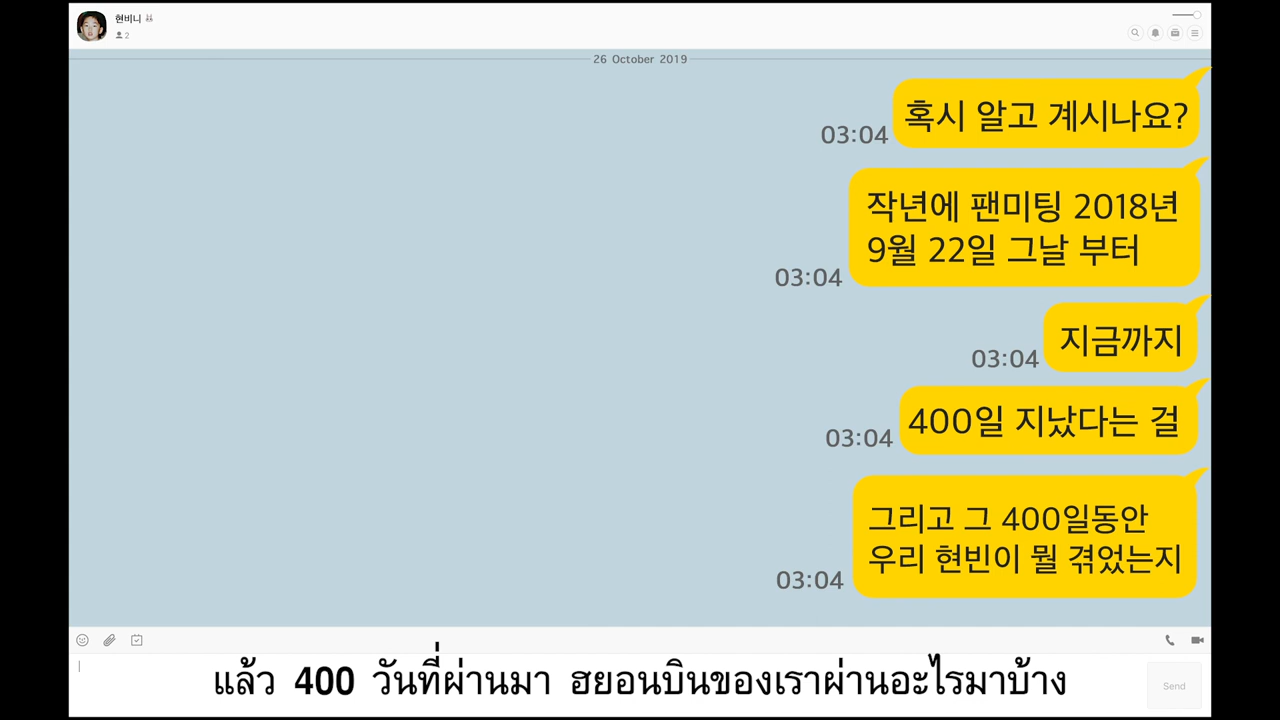 현비니
2
26 October 2019
혹시 알고 계시나요?
03:04
작년에 팬미팅 2018년
9월 22일 그날 부터
03:04
지금까지
03:04
400일 지났다는 걸
03:04
그리고 그 400일동안
우리 현빈이 뭘 겪었는지
03:04
แล้ว 400 วันที่ผ่านมา ฮยอนบินของเราผ่านอะไรมาบ้าง
Send